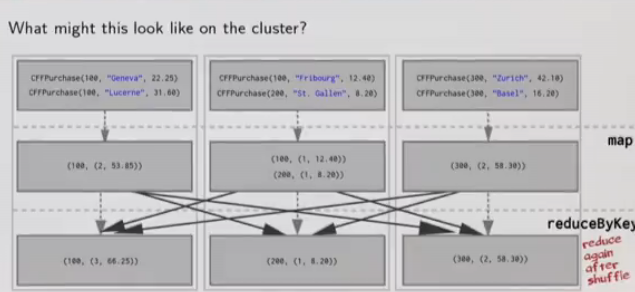 What might this look like on the cluster?
CFFPurchase(100, "Geneva", 22.25)
CFFPurchase(100, "Lucerne", 31.60)
CFFPurchase(100, "Fribourg", 12.40)
CFFPurchase(200, "St. Gallen", 8.20)
CFFPurchase(300, "Zurich", 42.10)
CFFPurchase(300, "Basel", 16.20)
map
(100, (2, 53.85))
(100, (1, 12.40))
(200, (1, 8.20))
(300, (2, 58.30))
reduceByKey
reduce
again
after
shuffle
(100, (3, 66.25))
(200, (1, 8.20))
(300, (2, 58.30))